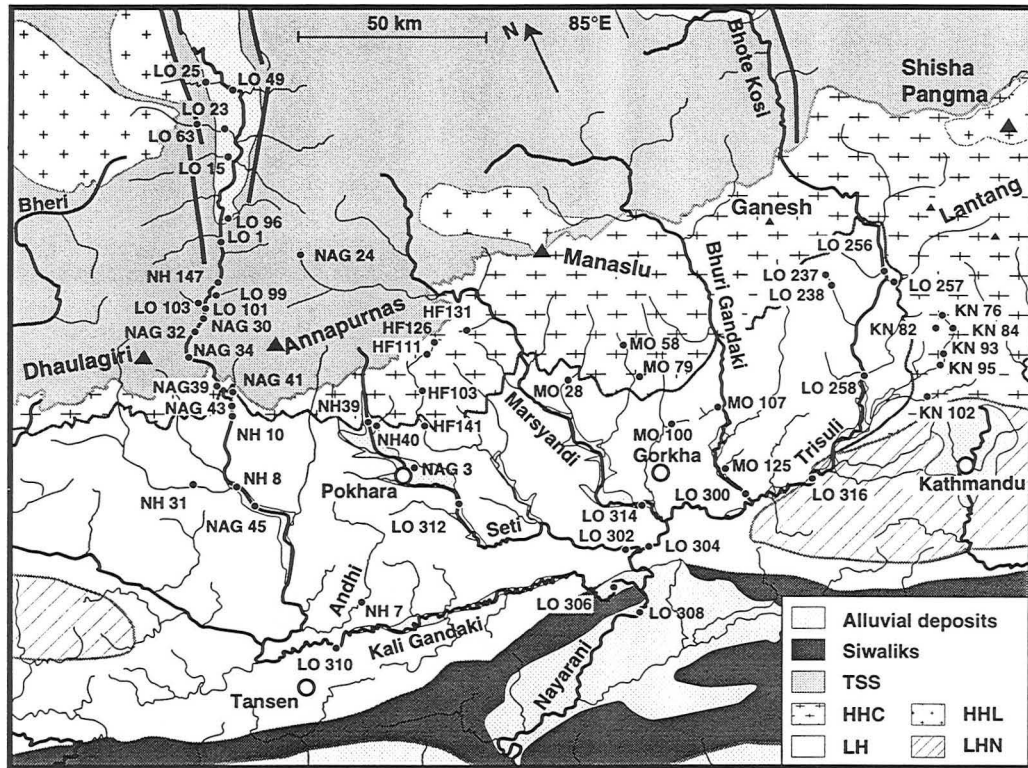 50 km
N
85°E
LO 25
LO 49
Bhote Kosi
Shisha
Pangma
LO 23
LO 63
LO 15
Bheri
Lantang
Ganesh
LO 96
LO 1
NAG 24
LO 256
Manaslu
Bhuri Gandaki
LO 237
LO 238
LO 257
NH 147
LO 99
LO 103
LO 101
NAG 30
NAG 32
Annapurnas
HF131
HF126
HF111
KN 76
KN 82
KN 84
KN 93
KN 95
MO 58
MO 79
Dhaulagiri
NAG 34
NAG39
NAG 41
NAG 43
HF103
MO 28
LO 258
KN 102
NH39
NH 10
NH40
HF141
Marsyandi
MO 107
MO 100
Gorkha
Trisuli
NAG 3
MO 125
NH 8
NH 31
Pokhara
LO 300
LO 316
Kathmandu
NAG 45
LO 312
Seti
LO 314
LO 302
LO 304
Andhi
NH 7
LO 306
LO 308
Kali Gandaki
LO 310
Tansen
Nayarani
Alluvial deposits
Siwaliks
TSS
HHC
HHL
LH
LHN